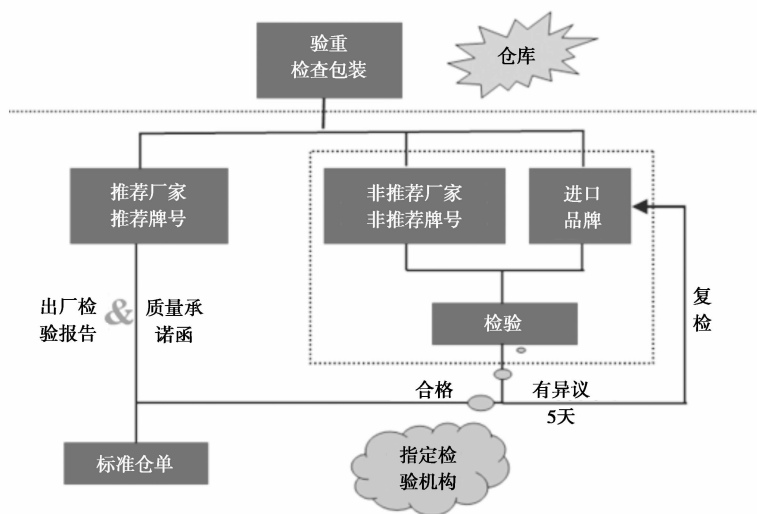 验重
检查包装
仓库
推荐厂家
推荐牌号
非推荐厂家
非推荐牌号
进口
品牌
出厂检
验报告
&
质量承
诺函
检验
复
检
合格
有异议
5天
标准仓单
指定检
验机构